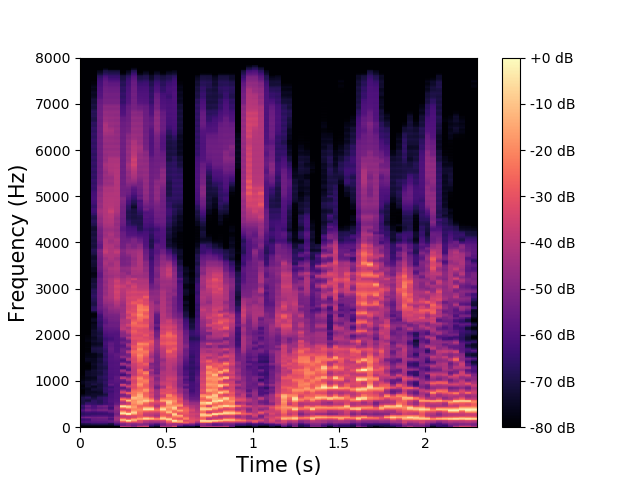 8000
7000
6000
5000
4000
3000
2000
1000
0
Frequency (Hz)
0
0.5
1
1.5
2
Time (s)
+0 dB
-10 dB
-20 dB
-30 dB
-40 dB
-50 dB
-60 dB
-70 dB
-80 dB